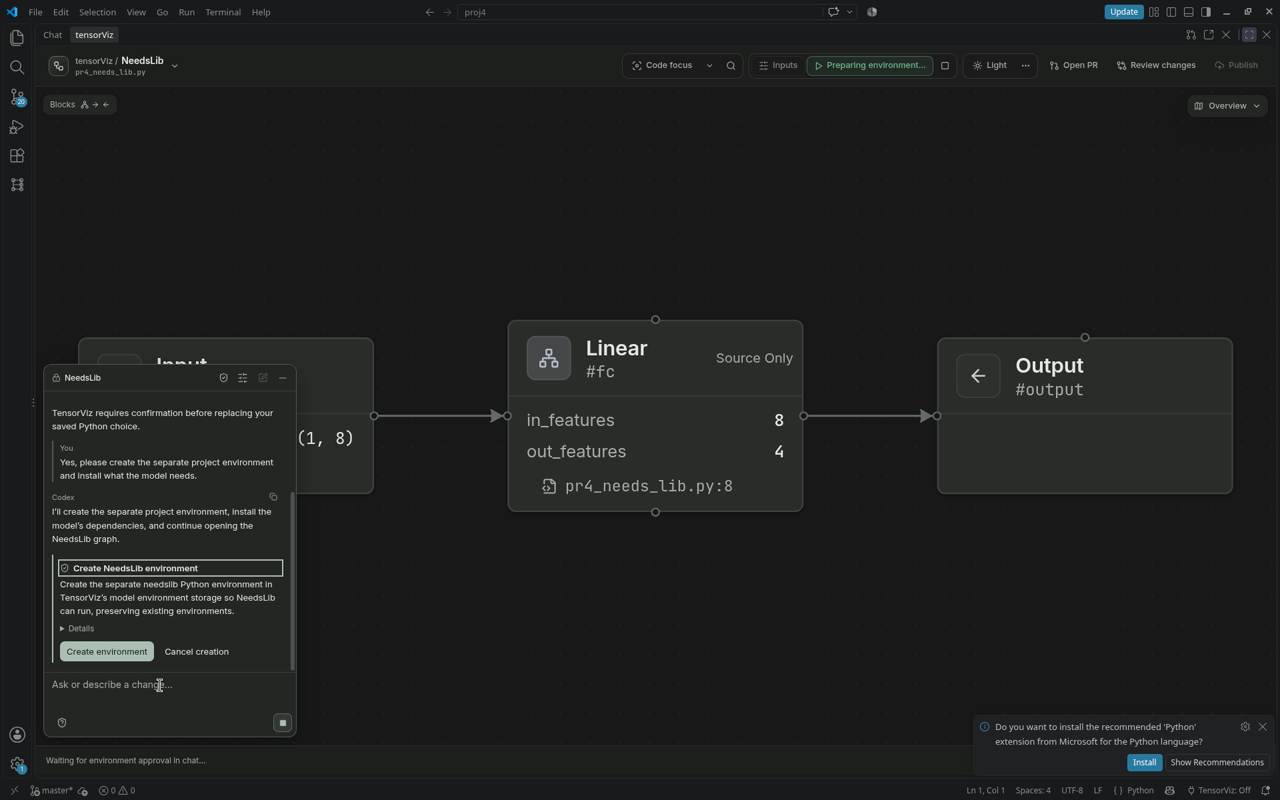 File Edit Selection View Go Run Terminal Help
proj4
Update
Chat
tensorViz
tensorViz / NeedsLib
pr4_needs_lib.py
Code focus
Inputs
Preparing environment...
Light
Open PR
Review changes
Publish
Blocks
Overview
20
Input
(1, 8)
Linear
#fc
Source Only
in_features 8
out_features 4
pr4_needs_lib.py:8
Output
#output
NeedsLib
TensorViz requires confirmation before replacing your
saved Python choice.
You
Yes, please create the separate project environment
and install what the model needs.
Codex
I'll create the separate project environment, install the
model's dependencies, and continue opening the
NeedsLib graph.
Create NeedsLib environment
Create the separate needslib Python environment in
TensorViz's model environment storage so NeedsLib
can run, preserving existing environments.
Details
Create environment
Cancel creation
Ask or describe a change...
Waiting for environment approval in chat...
Do you want to install the recommended 'Python'
extension from Microsoft for the Python language?
Install
Show Recommendations
1
master*
0 0
Ln 1, Col 1
Spaces: 4
UTF-8
LF
{ } Python
TensorViz: Off